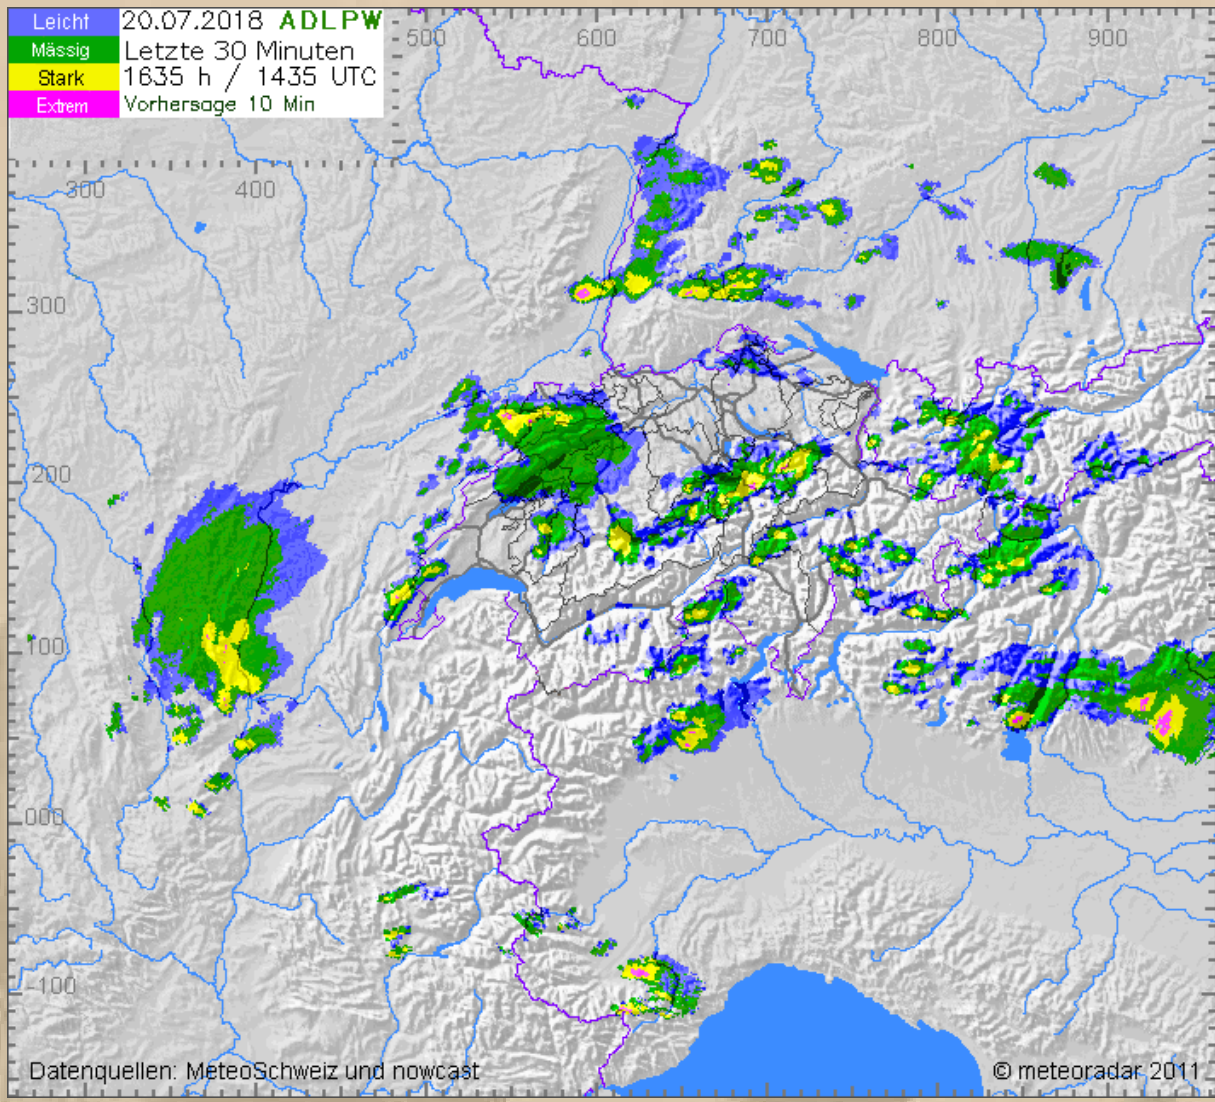 Leicht 20.07.2018 ADLPW
Mässig Letzte 30 Minuten
Stark 1635 h / 1435 UTC
Extrem Vorhersage 10 Min
500 600 700 800 900
300 400
300
200
100
000
-100
Datenquellen: MeteoSchweiz und nowcast © meteoradar 2011